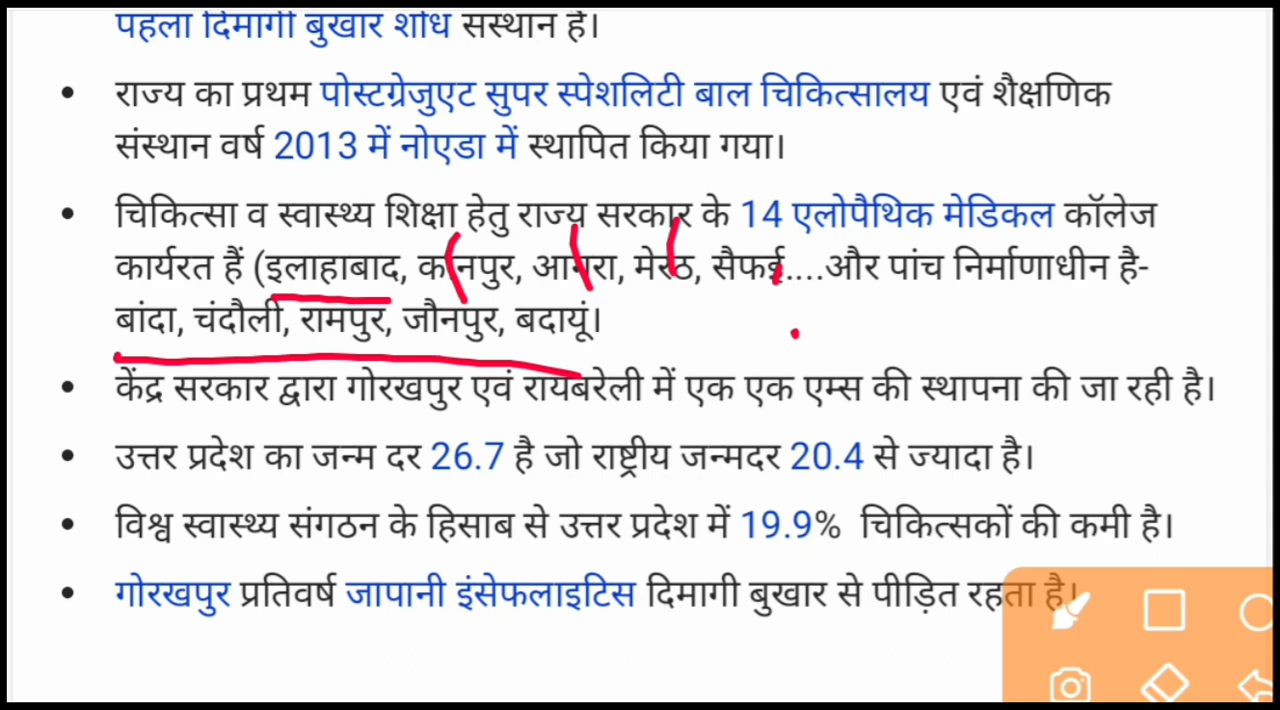 पहला दिमागी बुखार शोध संस्थान है।
राज्य का प्रथम पोस्टग्रेजुएट सुपर स्पेशलिटी बाल चिकित्सालय एवं शैक्षणिक
संस्थान वर्ष 2013 में नोएडा में स्थापित किया गया।
चिकित्सा व स्वास्थ्य शिक्षा हेतु राज्य सरकार के 14 एलोपैथिक मेडिकल कॉलेज
कार्यरत हैं (इलाहाबाद, कानपुर, आगरा, मेरठ, सैफई....और पांच निर्माणाधीन है-
बांदा, चंदौली, रामपुर, जौनपुर, बदायूं।
केंद्र सरकार द्वारा गोरखपुर एवं रायबरेली में एक एक एम्स की स्थापना की जा रही है।
उत्तर प्रदेश का जन्म दर 26.7 है जो राष्ट्रीय जन्मदर 20.4 से ज्यादा है।
विश्व स्वास्थ्य संगठन के हिसाब से उत्तर प्रदेश में 19.9% चिकित्सकों की कमी है।
गोरखपुर प्रतिवर्ष जापानी इंसेफलाइटिस दिमागी बुखार से पीड़ित रहता है।